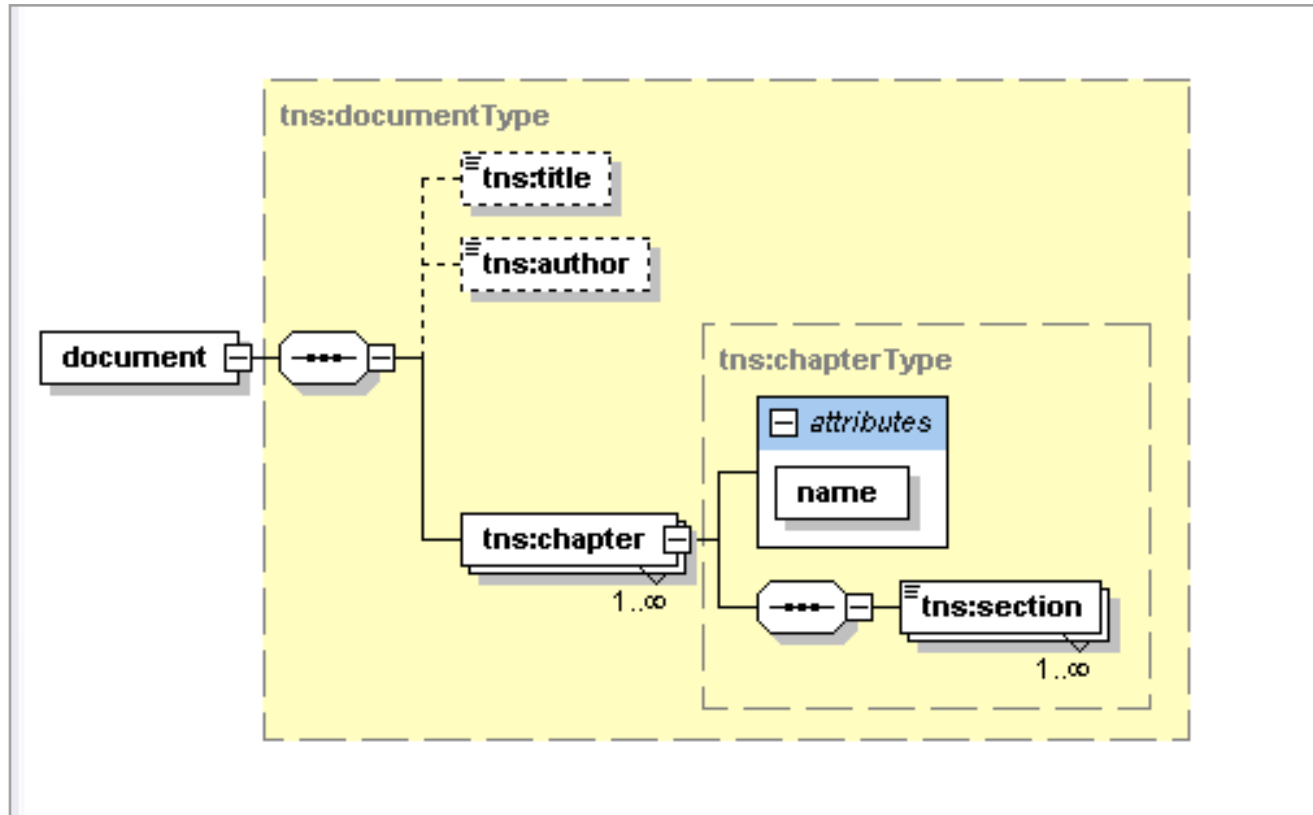 tns:documentType
tns:title
tns:author
document
tns:chapterType
attributes
name
tns:chapter
1..∞
tns:section
1..∞